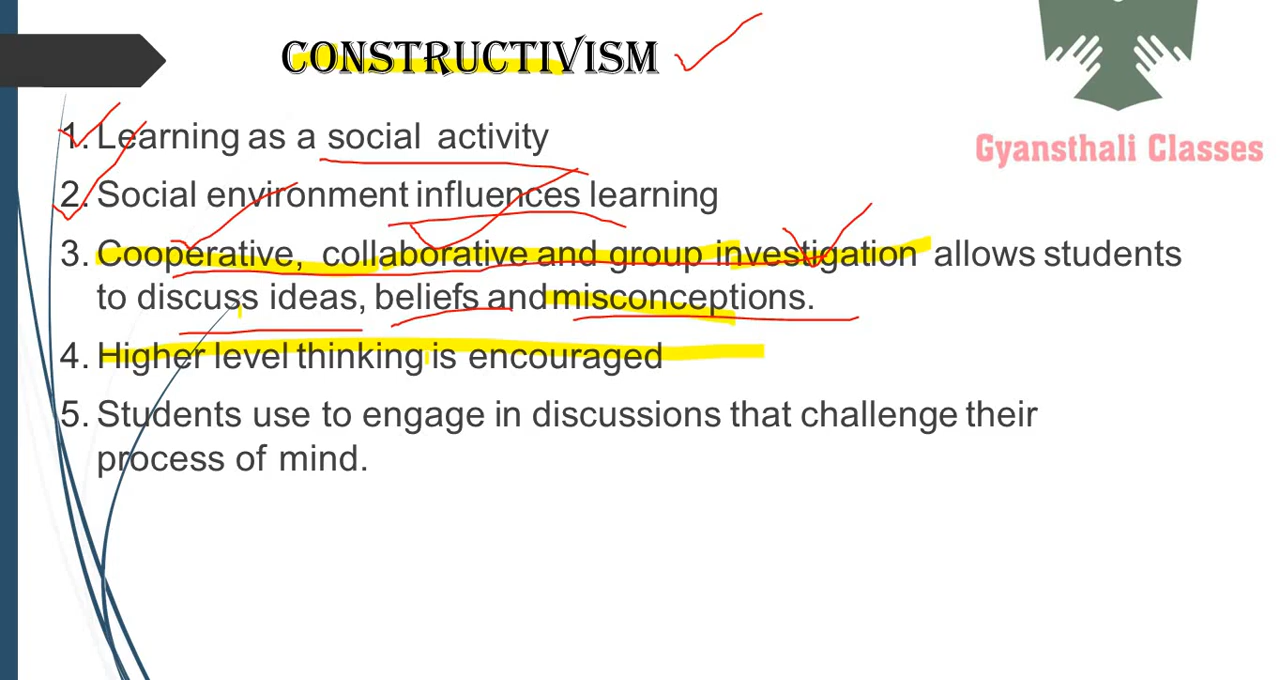 CONSTRUCTIVISM
Gyansthali Classes
1. Learning as a social activity
2. Social environment influences learning
3. Cooperative, collaborative and group investigation allows students
to discuss ideas, beliefs and misconceptions.
4. Higher level thinking is encouraged
5. Students use to engage in discussions that challenge their
process of mind.